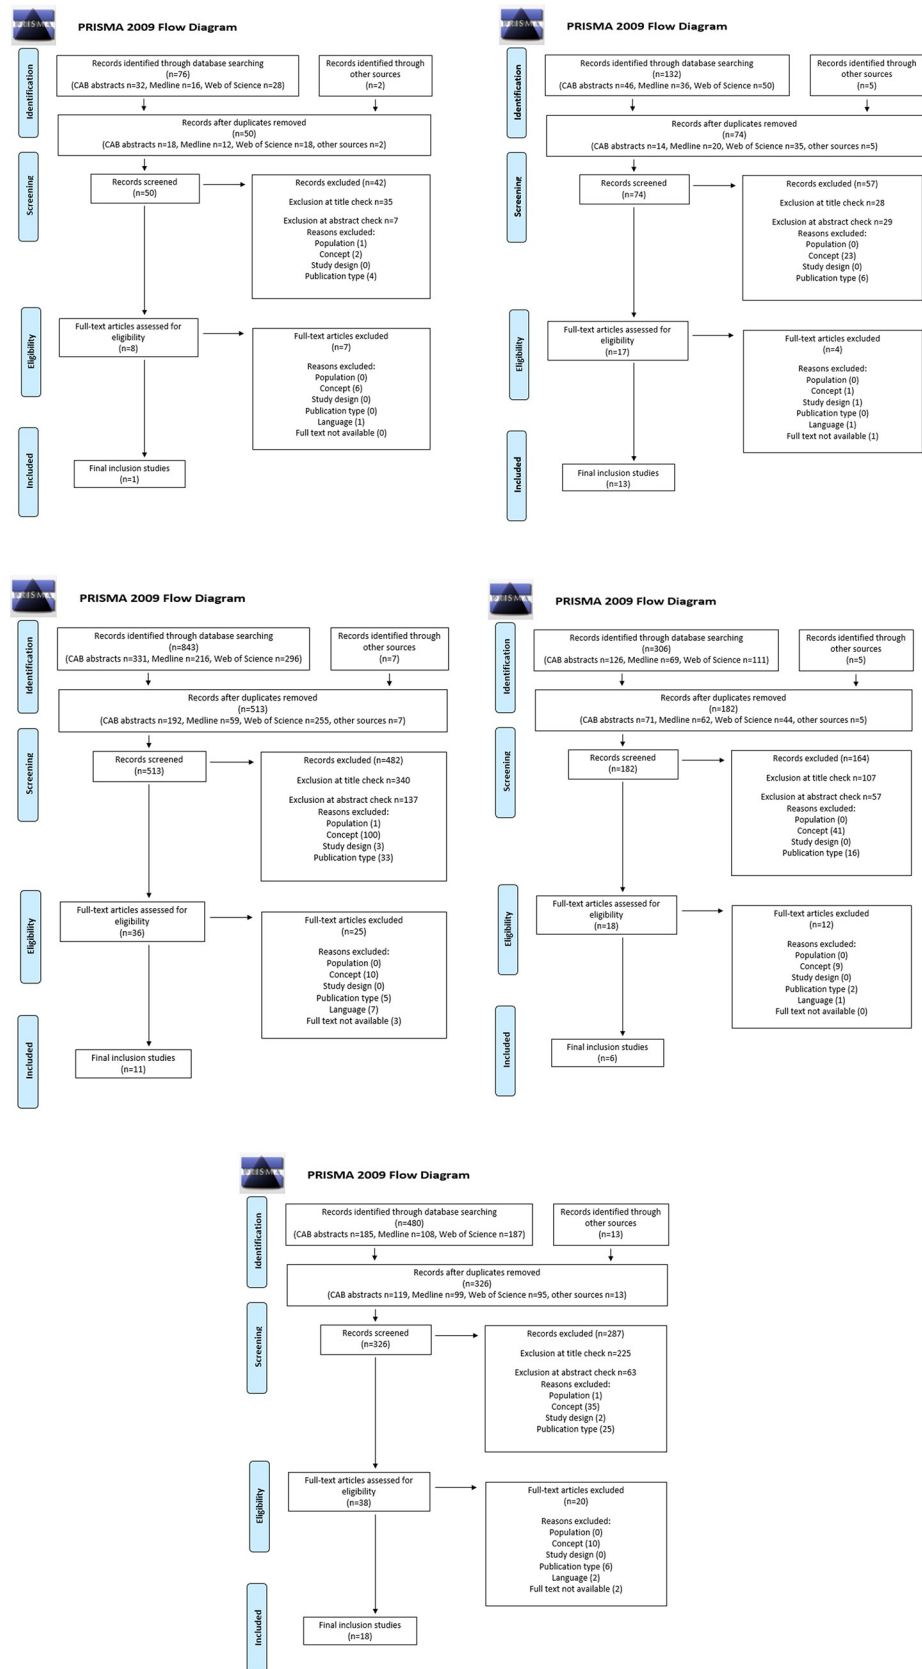 PRISMA
PRISMA 2009 Flow Diagram
Identification
Records identified through database searching
(n=76)
(CAB abstracts n=32, Medline n=16, Web of Science n=28)
Records identified through
other sources
(n=2)
Records after duplicates removed
(n=50)
(CAB abstracts n=18, Medline n=12, Web of Science n=18, other sources n=2)
Screening
Records screened
(n=50)
Records excluded (n=42)
Exclusion at title check n=35
Exclusion at abstract check n=7
Reasons excluded:
Population (1)
Concept (2)
Study design (0)
Publication type (4)
Eligibility
Full-text articles assessed for
eligibility
(n=8)
Full-text articles excluded
(n=7)
Reasons excluded:
Population (0)
Concept (6)
Study design (0)
Publication type (0)
Language (1)
Full text not available (0)
Included
Final inclusion studies
(n=1)
PRISMA
PRISMA 2009 Flow Diagram
Identification
Records identified through database searching
(n=132)
(CAB abstracts n=46, Medline n=36, Web of Science n=50)
Records identified through
other sources
(n=5)
Records after duplicates removed
(n=74)
(CAB abstracts n=14, Medline n=20, Web of Science n=35, other sources n=5)
Screening
Records screened
(n=74)
Records excluded (n=57)
Exclusion at title check n=28
Exclusion at abstract check n=29
Reasons excluded:
Population (0)
Concept (23)
Study design (0)
Publication type (6)
Eligibility
Full-text articles assessed for
eligibility
(n=17)
Full-text articles excluded
(n=4)
Reasons excluded:
Population (0)
Concept (1)
Study design (1)
Publication type (0)
Language (1)
Full text not available (1)
Included
Final inclusion studies
(n=13)
PRISMA
PRISMA 2009 Flow Diagram
Identification
Records identified through database searching
(n=843)
(CAB abstracts n=331, Medline n=216, Web of Science n=296)
Records identified through
other sources
(n=7)
Records after duplicates removed
(n=513)
(CAB abstracts n=192, Medline n=59, Web of Science n=255, other sources n=7)
Screening
Records screened
(n=513)
Records excluded (n=482)
Exclusion at title check n=340
Exclusion at abstract check n=137
Reasons excluded:
Population (1)
Concept (100)
Study design (3)
Publication type (33)
Eligibility
Full-text articles assessed for
eligibility
(n=36)
Full-text articles excluded
(n=25)
Reasons excluded:
Population (0)
Concept (10)
Study design (0)
Publication type (5)
Language (7)
Full text not available (3)
Included
Final inclusion studies
(n=11)
PRISMA
PRISMA 2009 Flow Diagram
Identification
Records identified through database searching
(n=306)
(CAB abstracts n=126, Medline n=69, Web of Science n=111)
Records identified through
other sources
(n=5)
Records after duplicates removed
(n=182)
(CAB abstracts n=71, Medline n=62, Web of Science n=44, other sources n=5)
Screening
Records screened
(n=182)
Records excluded (n=164)
Exclusion at title check n=107
Exclusion at abstract check n=57
Reasons excluded:
Population (0)
Concept (41)
Study design (0)
Publication type (16)
Eligibility
Full-text articles assessed for
eligibility
(n=18)
Full-text articles excluded
(n=12)
Reasons excluded:
Population (0)
Concept (9)
Study design (0)
Publication type (2)
Language (1)
Full text not available (0)
Included
Final inclusion studies
(n=6)
PRISMA
PRISMA 2009 Flow Diagram
Identification
Records identified through database searching
(n=480)
(CAB abstracts n=185, Medline n=108, Web of Science n=187)
Records identified through
other sources
(n=13)
Records after duplicates removed
(n=326)
(CAB abstracts n=119, Medline n=99, Web of Science n=95, other sources n=13)
Screening
Records screened
(n=326)
Records excluded (n=287)
Exclusion at title check n=225
Exclusion at abstract check n=63
Reasons excluded:
Population (1)
Concept (35)
Study design (2)
Publication type (25)
Eligibility
Full-text articles assessed for
eligibility
(n=38)
Full-text articles excluded
(n=20)
Reasons excluded:
Population (0)
Concept (10)
Study design (0)
Publication type (6)
Language (2)
Full text not available (2)
Included
Final inclusion studies
(n=18)